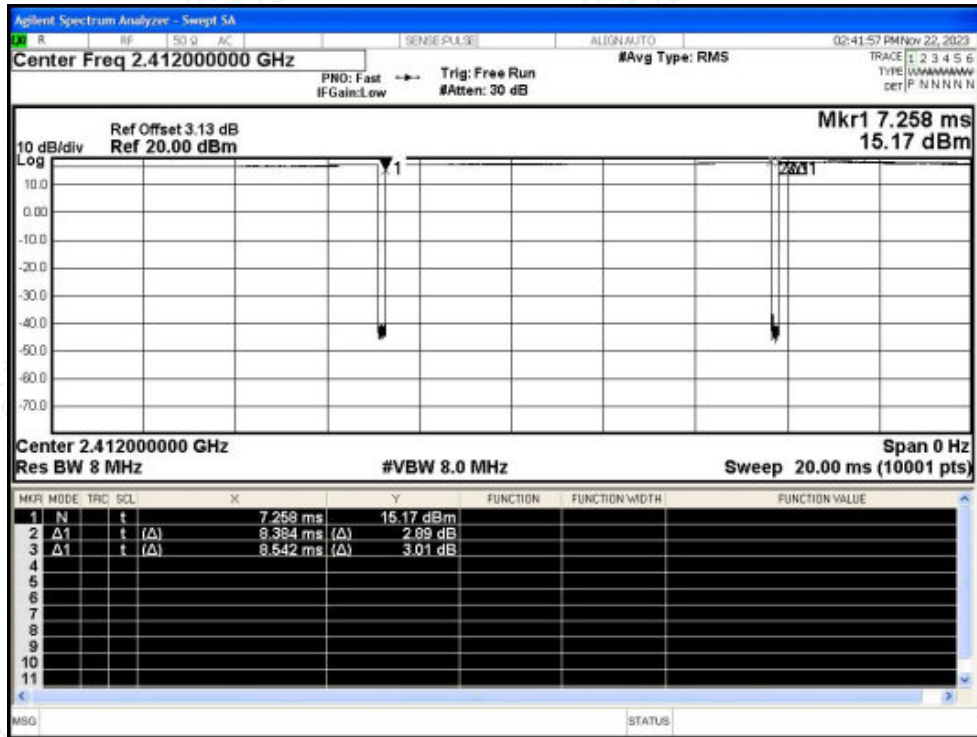 Agilent Spectrum Analyzer - Swept SA
R RF 50 Ω AC SENSE:PULSE ALIGNAUTO 02:41:57 PM Nov 22, 2023
Center Freq 2.412000000 GHz #Avg Type: RMS TRACE 1 2 3 4 5 6
PNO: Fast Trig: Free Run TYPE
IFGain:Low #Atten: 30 dB DET P N N N N N
Mkr1 7.258 ms
Ref Offset 3.13 dB
10 dB/div Ref 20.00 dBm 15.17 dBm
Log
1
10.0
0.00
-10.0
-20.0
-30.0
-40.0
-50.0
-60.0
-70.0
Center 2.412000000 GHz Span 0 Hz
Res BW 8 MHz #VBW 8.0 MHz Sweep 20.00 ms (10001 pts)
MKR MODE TRC SCL X Y FUNCTION FUNCTION WIDTH FUNCTION VALUE
1 N t 7.258 ms 15.17 dBm
2 Δ1 t (Δ) 8.384 ms (Δ) 2.89 dB
3 Δ1 t (Δ) 8.542 ms (Δ) 3.01 dB
4
5
6
7
8
9
10
11
MSG STATUS